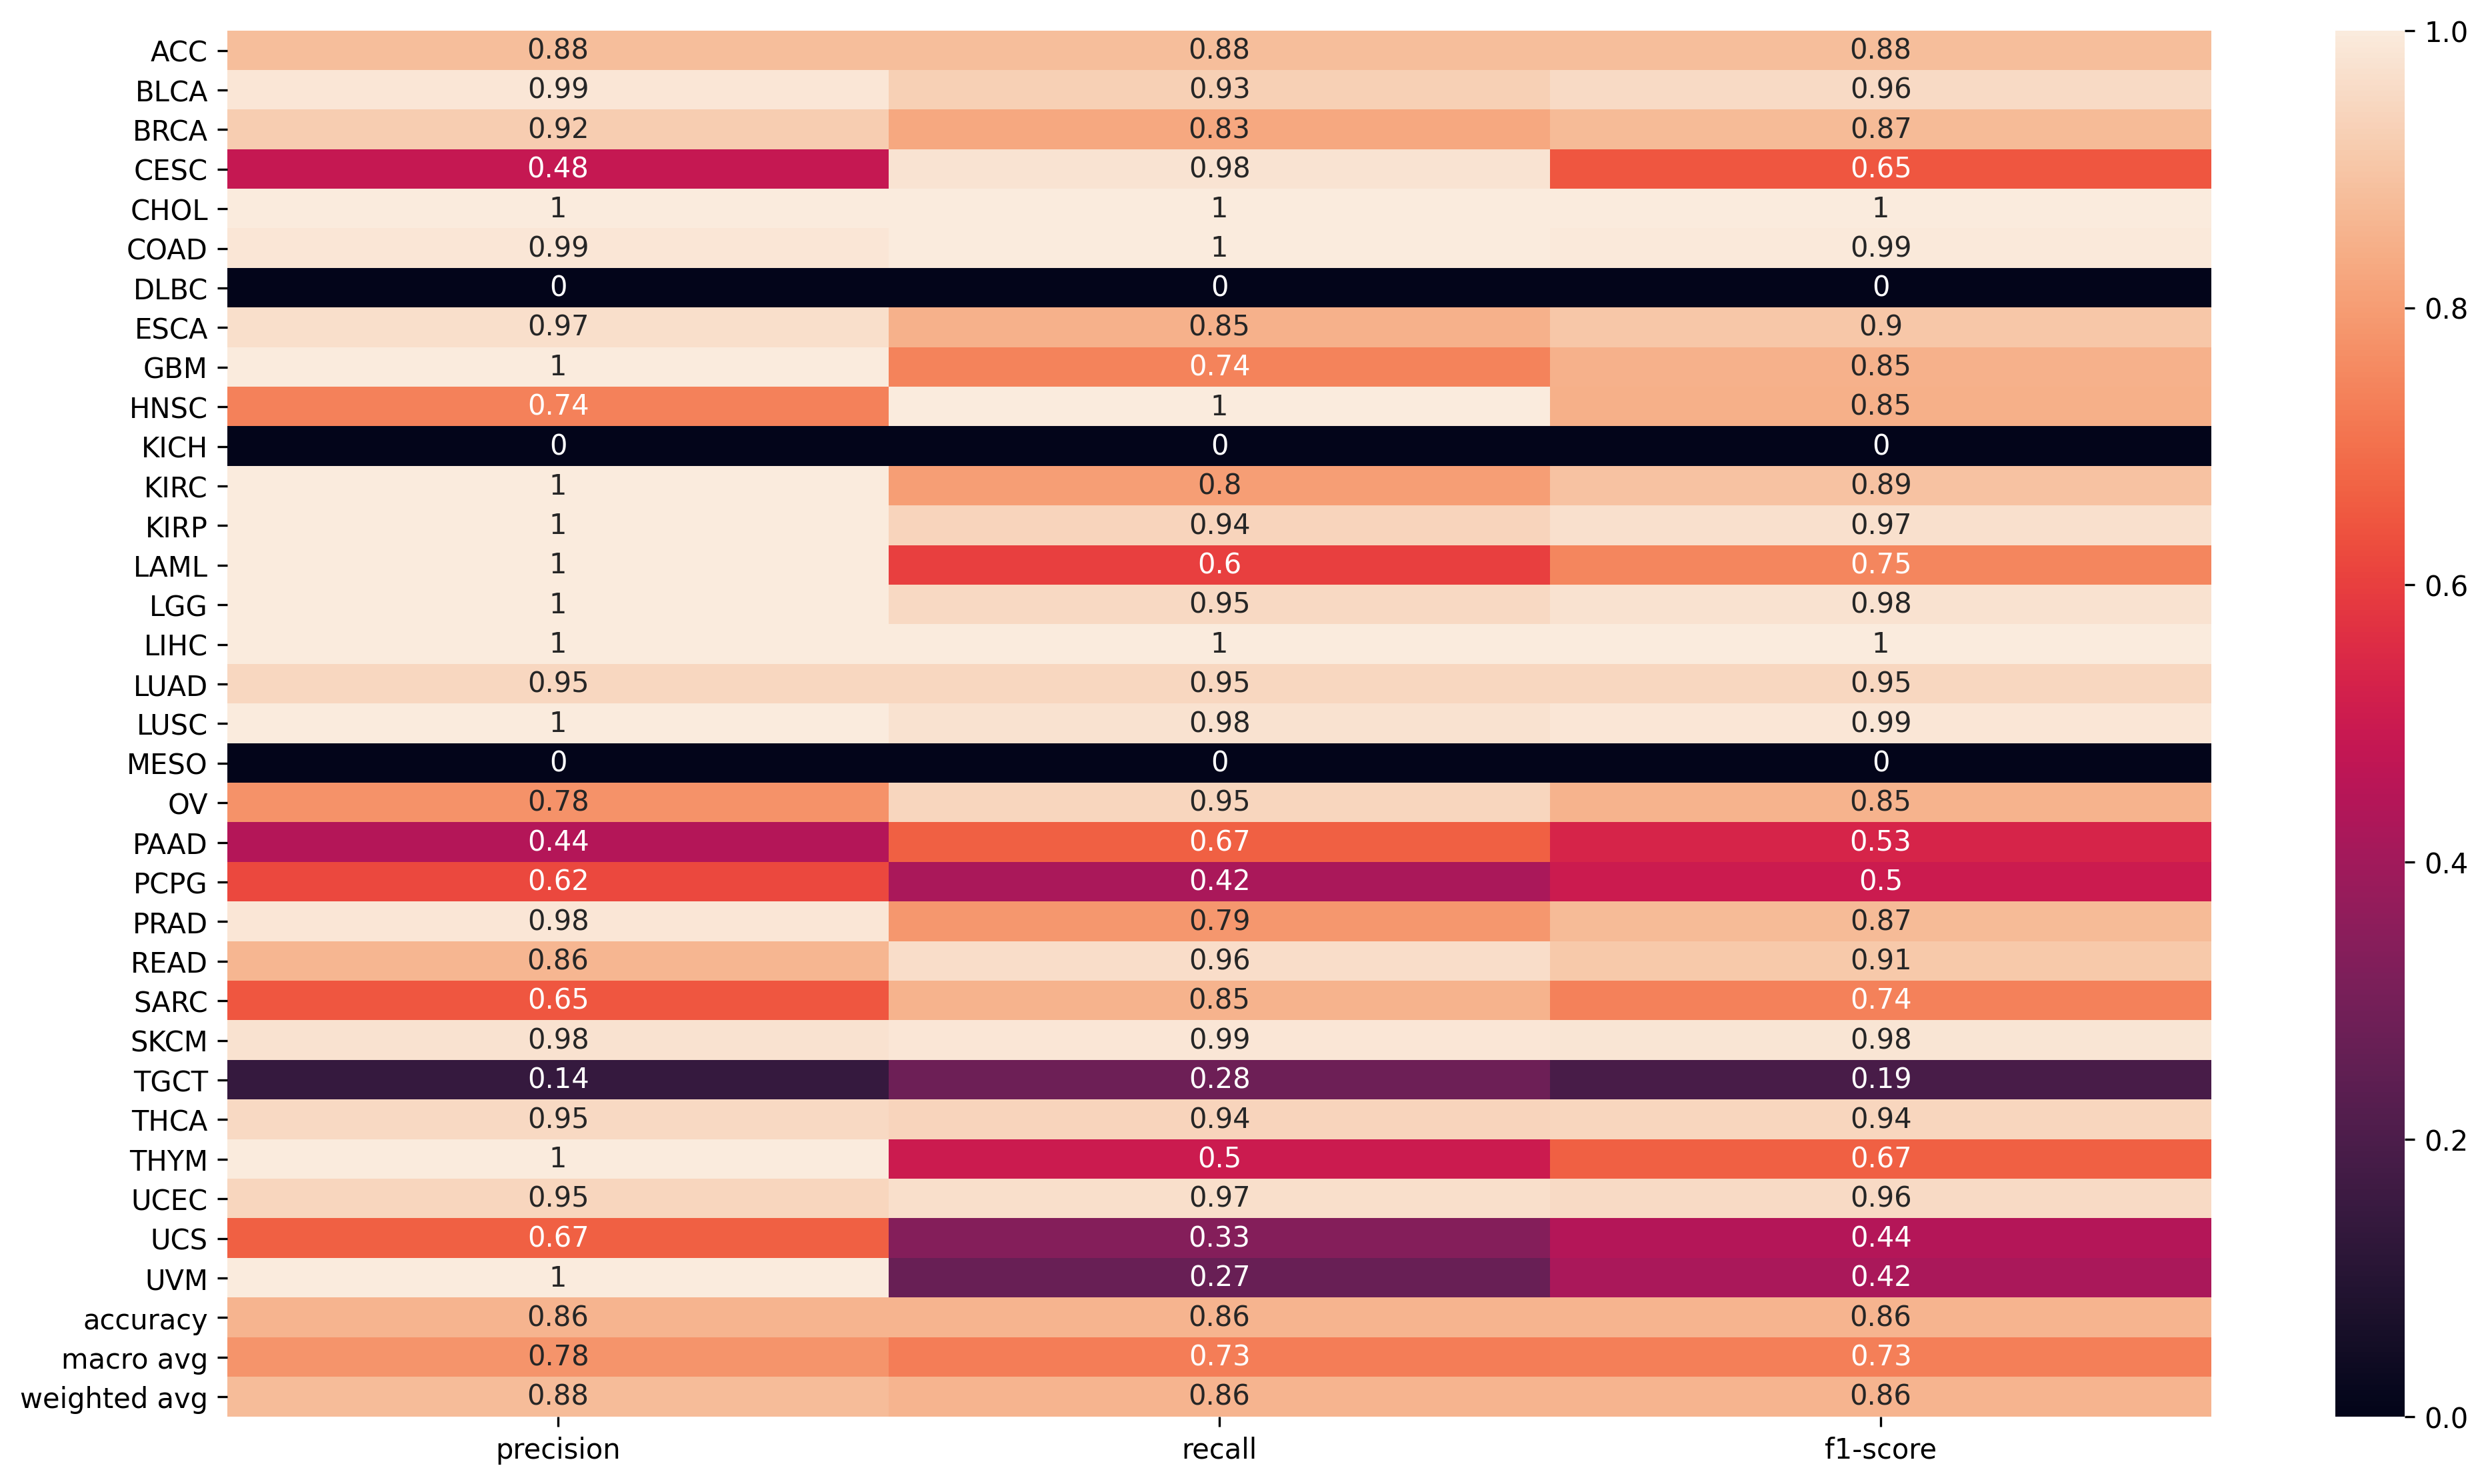 ACC 0.88 0.88 0.88
BLCA 0.99 0.93 0.96
BRCA 0.92 0.83 0.87
CESC 0.48 0.98 0.65
CHOL 1 1 1
COAD 0.99 1 0.99
DLBC 0 0 0
ESCA 0.97 0.85 0.9
GBM 1 0.74 0.85
HNSC 0.74 1 0.85
KICH 0 0 0
KIRC 1 0.8 0.89
KIRP 1 0.94 0.97
LAML 1 0.6 0.75
LGG 1 0.95 0.98
LIHC 1 1 1
LUAD 0.95 0.95 0.95
LUSC 1 0.98 0.99
MESO 0 0 0
OV 0.78 0.95 0.85
PAAD 0.44 0.67 0.53
PCPG 0.62 0.42 0.5
PRAD 0.98 0.79 0.87
READ 0.86 0.96 0.91
SARC 0.65 0.85 0.74
SKCM 0.98 0.99 0.98
TGCT 0.14 0.28 0.19
THCA 0.95 0.94 0.94
THYM 1 0.5 0.67
UCEC 0.95 0.97 0.96
UCS 0.67 0.33 0.44
UVM 1 0.27 0.42
accuracy 0.86 0.86 0.86
macro avg 0.78 0.73 0.73
weighted avg 0.88 0.86 0.86
precision recall f1-score
1.0
0.8
0.6
0.4
0.2
0.0